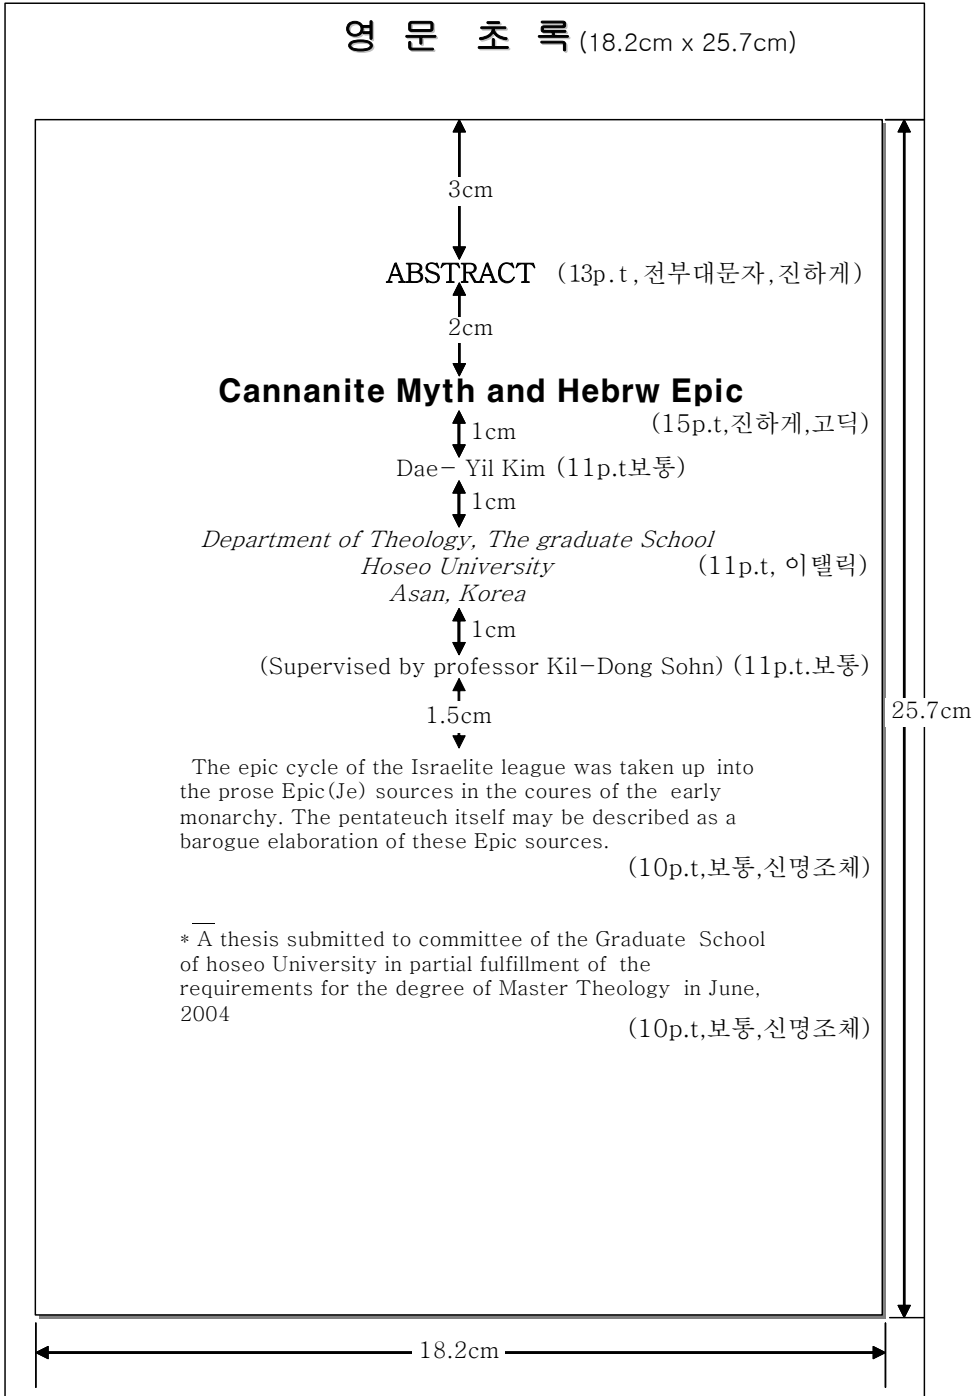 영 문 초 록 (18.2cm x 25.7cm)
3cm
ABSTRACT (13p.t,전부대문자,진하게)
2cm
Cannanite Myth and Hebrw Epic
(15p.t,진하게,고딕)
1cm
Dae- Yil Kim (11p.t보통)
1cm
Department of Theology, The graduate School
Hoseo University (11p.t, 이탤릭)
Asan, Korea
1cm
(Supervised by professor Kil-Dong Sohn) (11p.t.보통)
1.5cm
25.7cm
The epic cycle of the Israelite league was taken up into
the prose Epic(Je) sources in the coures of the early
monarchy. The pentateuch itself may be described as a
barogue elaboration of these Epic sources.
(10p.t,보통,신명조체)
* A thesis submitted to committee of the Graduate School
of hoseo University in partial fulfillment of the
requirements for the degree of Master Theology in June,
2004
(10p.t,보통,신명조체)
18.2cm